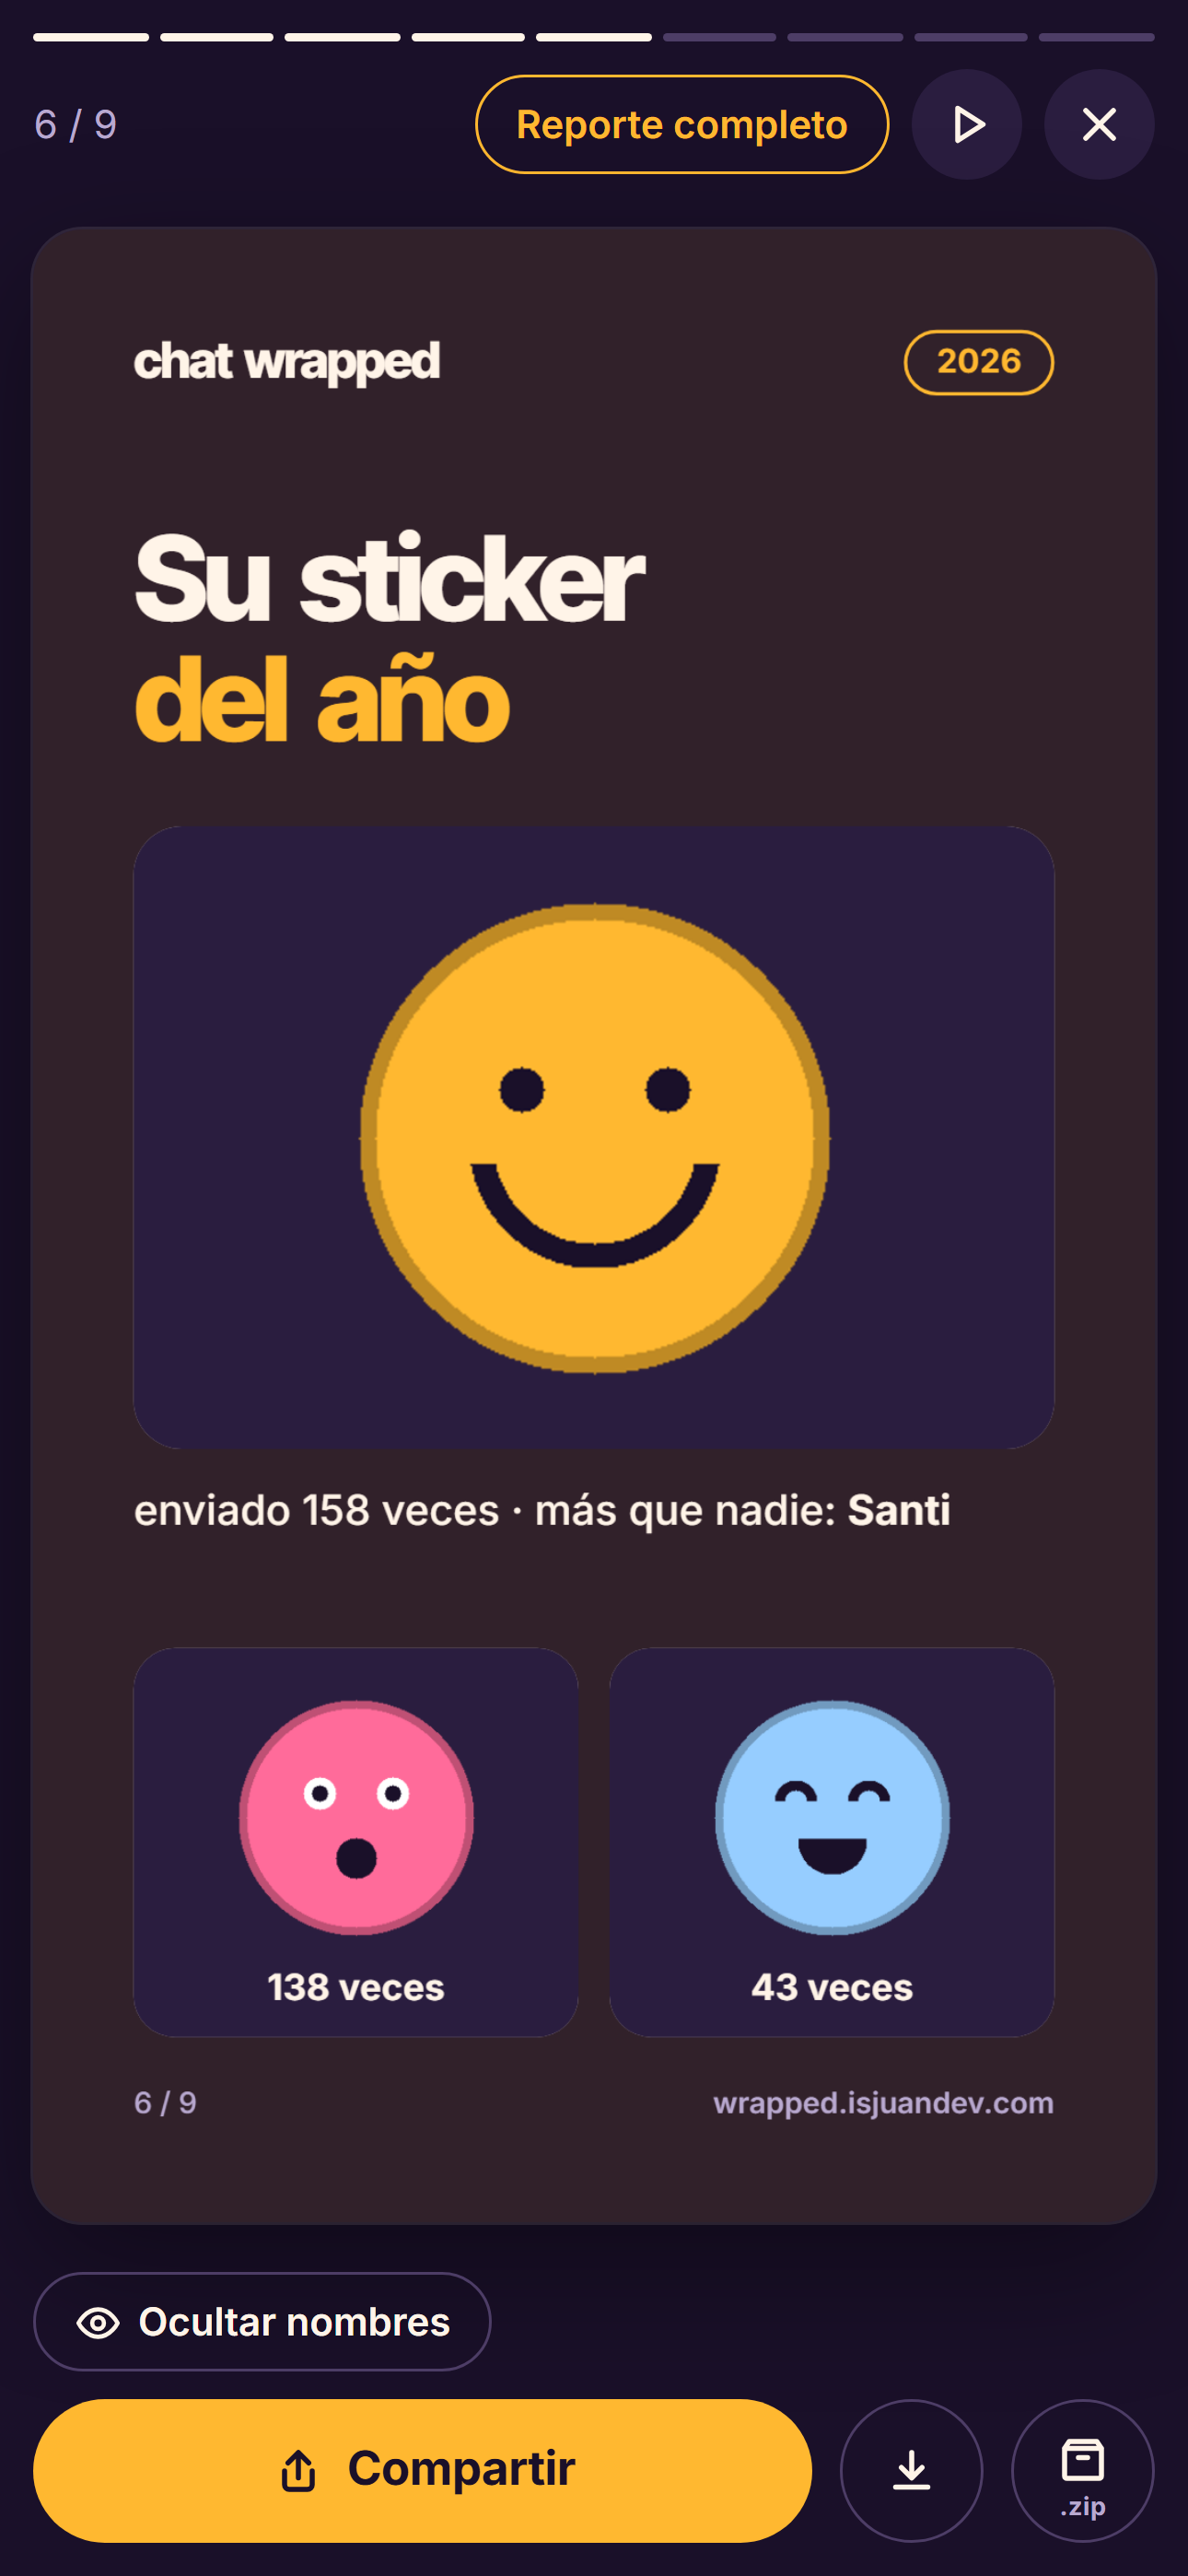 6 / 9
Reporte completo
chat wrapped
2026
Su sticker
del año
enviado 158 veces · más que nadie: Santi
138 veces
43 veces
6 / 9
wrapped.isjuandev.com
Ocultar nombres
Compartir
.zip